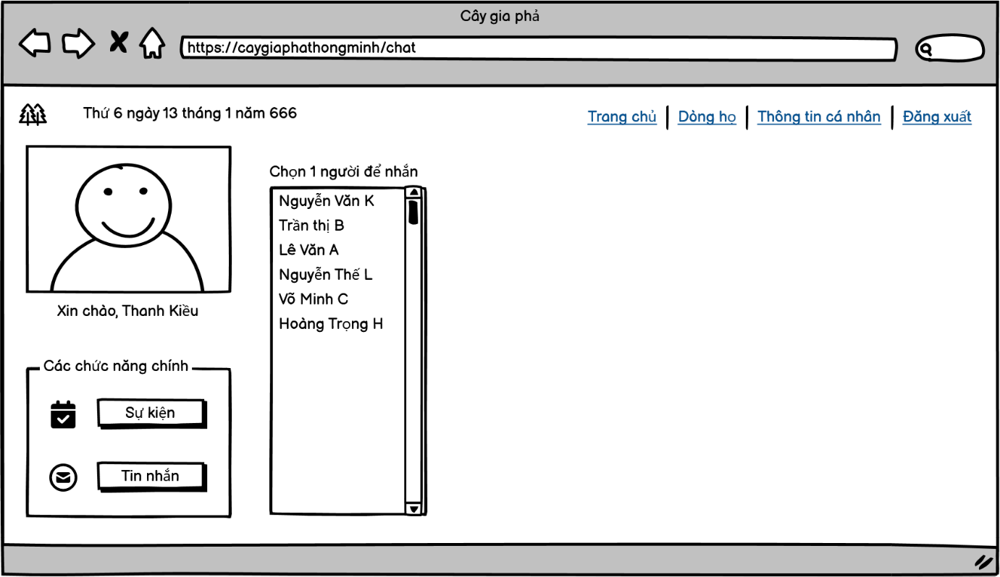 Cây gia phả
https://caygiaphathongminh/chat
Thứ 6 ngày 13 tháng 1 năm 666
Trang chủ | Dòng họ | Thông tin cá nhân | Đăng xuất
Xin chào, Thanh Kiều
Các chức năng chính
Sự kiện
Tin nhắn
Chọn 1 người để nhắn
Nguyễn Văn K
Trần thị B
Lê Văn A
Nguyễn Thế L
Võ Minh C
Hoàng Trọng H